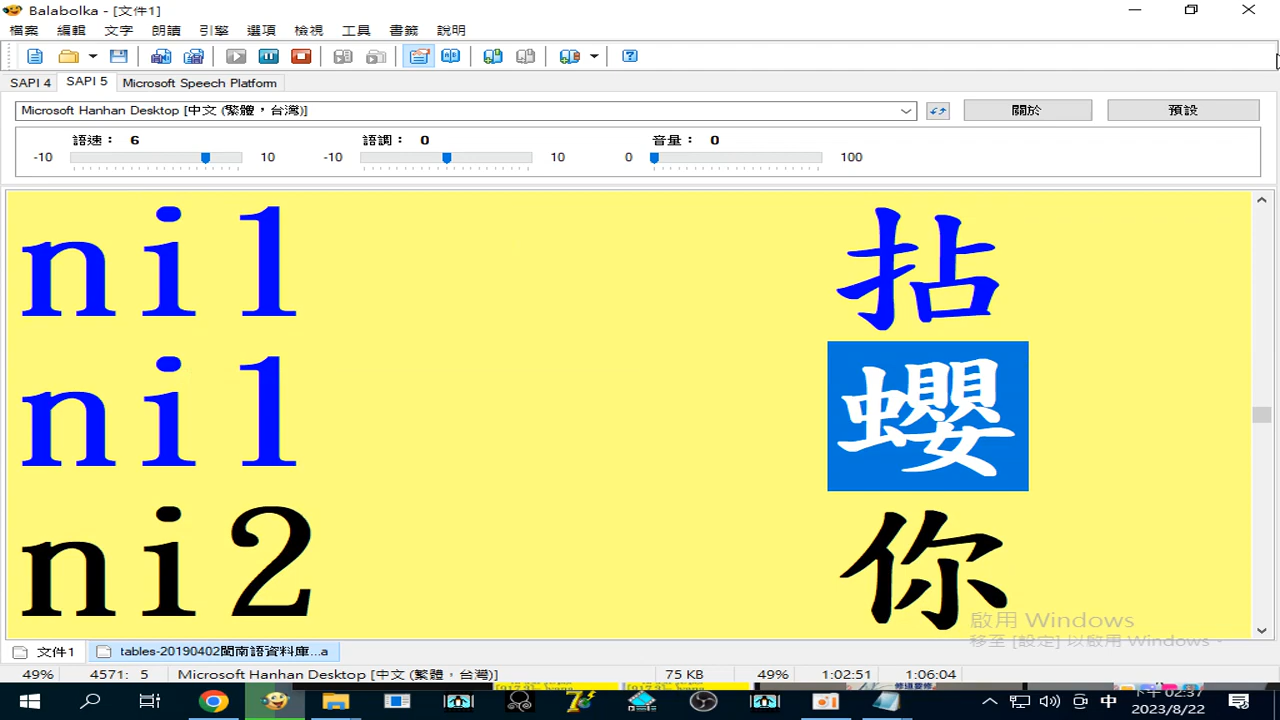 Balabolka - [文件1]
檔案 編輯 文字 朗讀 引擎 選項 檢視 工具 書籤 說明
SAPI 4 SAPI 5 Microsoft Speech Platform
Microsoft Hanhan Desktop [中文 (繁體，台灣)] 關於 預設
語速： 6 語調： 0 音量： 0
-10 10 -10 10 0 100
ni1 拈
ni1 蠳
ni2 你
啟用 Windows
移至 [設定] 以啟用 Windows。
文件1 tables-20190402閩南語資料庫...a
49% 4571: 5 Microsoft Hanhan Desktop [中文 (繁體，台灣)] 75 KB 49% 1:02:51 1:06:04
中 下午 02:37
2023/8/22